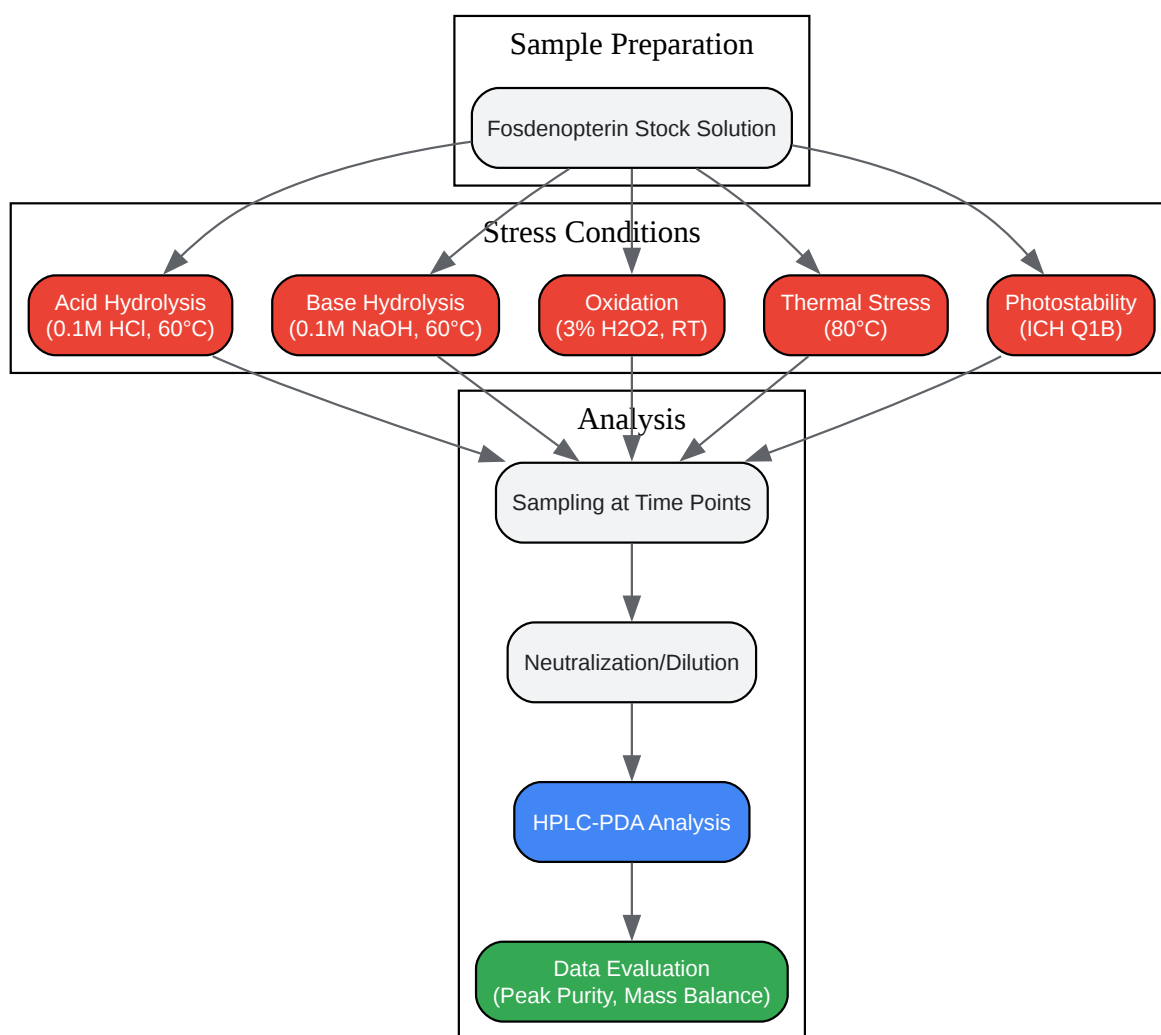 Sample Preparation
Fosdenopterin Stock Solution
Stress Conditions
Acid Hydrolysis
(0.1M HCl, 60°C)
Base Hydrolysis
(0.1M NaOH, 60°C)
Oxidation
(3% H2O2, RT)
Thermal Stress
(80°C)
Photostability
(ICH Q1B)
Analysis
Sampling at Time Points
Neutralization/Dilution
HPLC-PDA Analysis
Data Evaluation
(Peak Purity, Mass Balance)